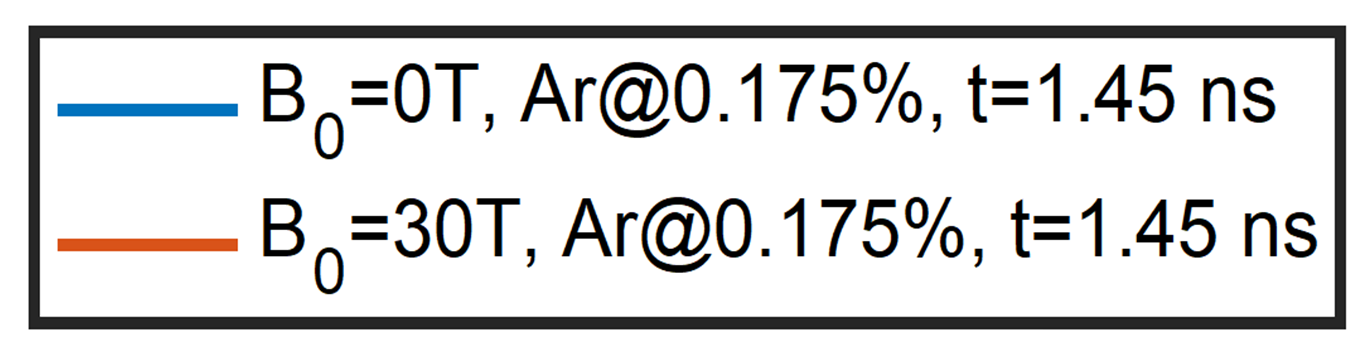 B₀=0T, Ar@0.175%, t=1.45 ns
B₀=30T, Ar@0.175%, t=1.45 ns